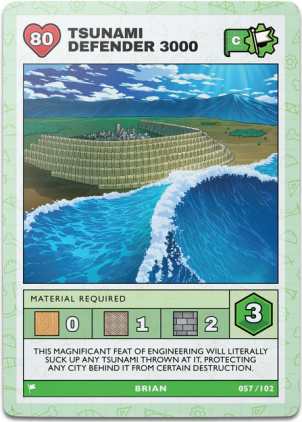 80
TSUNAMI
DEFENDER 3000
C
MATERIAL REQUIRED
0
1
2
3
THIS MAGNIFICENT FEAT OF ENGINEERING WILL LITERALLY
SUCK UP ANY TSUNAMI THROWN AT IT, PROTECTING
ANY CITY BEHIND IT FROM CERTAIN DESTRUCTION.
BRIAN
057/102